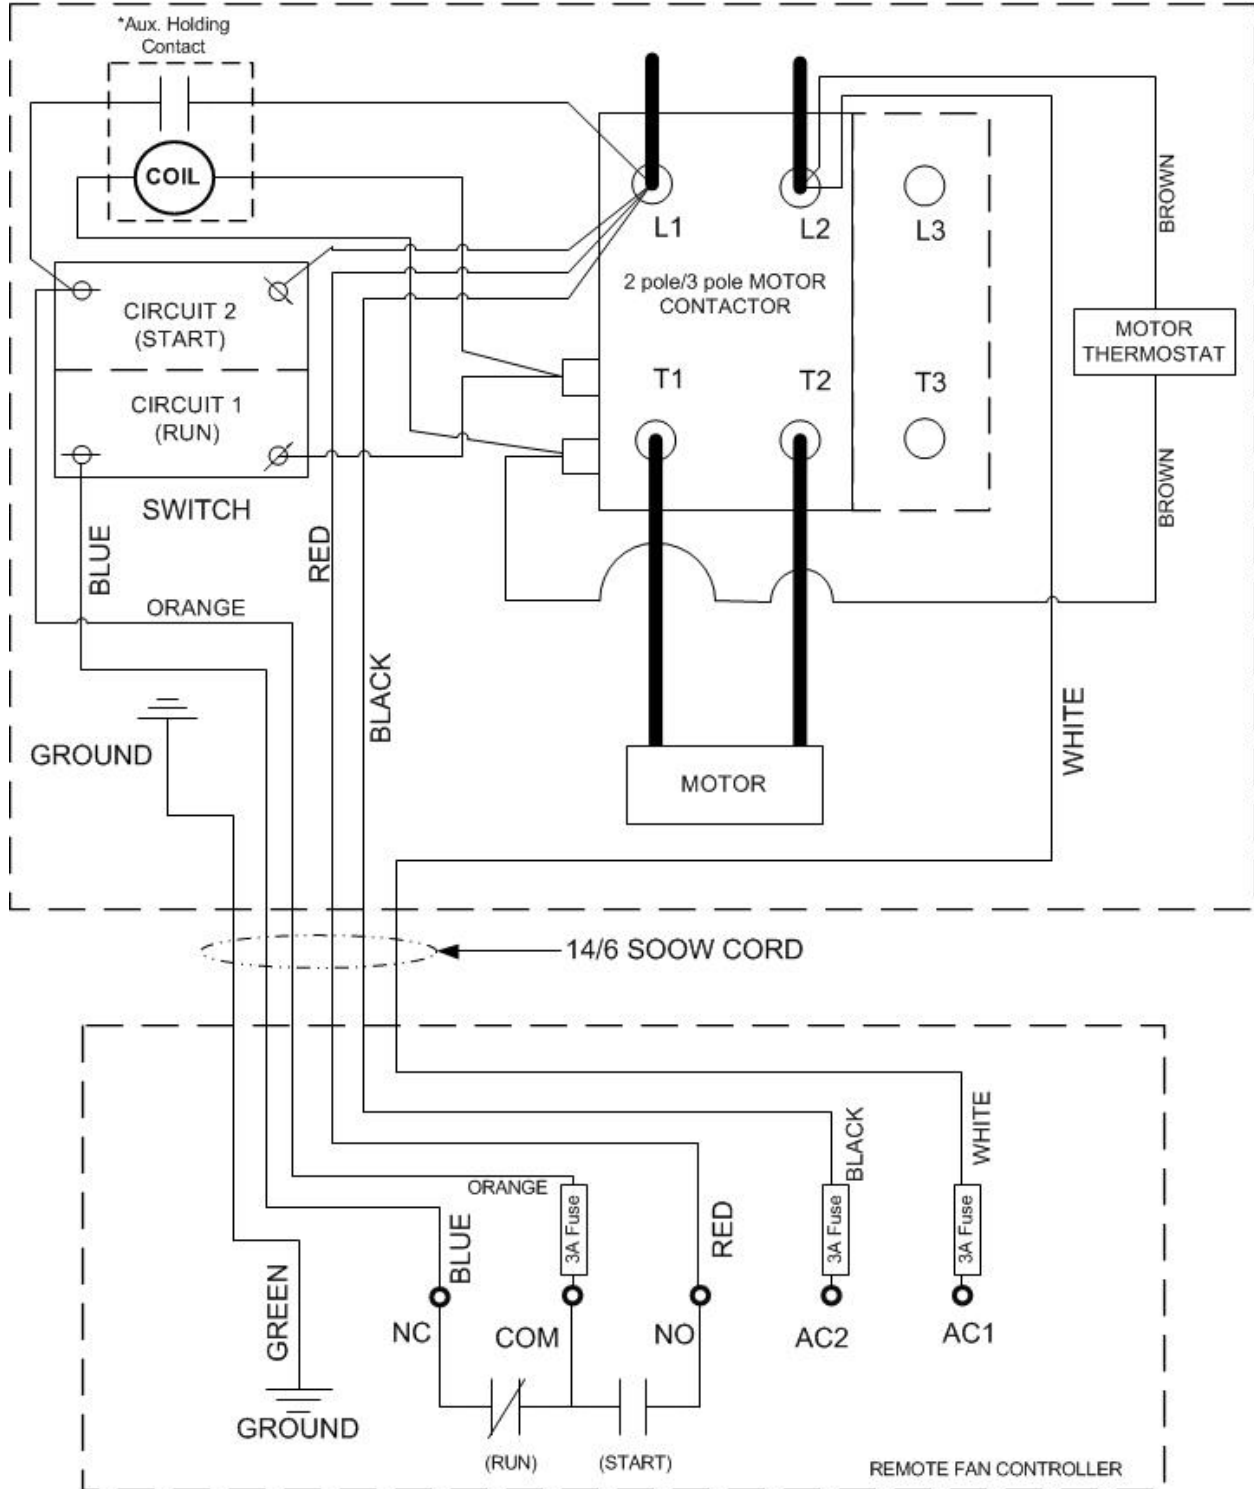 *Aux. Holding
Contact
COIL
L1
L2
L3
2 pole/3 pole MOTOR
CONTACTOR
BROWN
CIRCUIT 2
(START)
MOTOR
THERMOSTAT
T1
T2
T3
CIRCUIT 1
(RUN)
SWITCH
BROWN
BLUE
RED
ORANGE
BLACK
WHITE
GROUND
MOTOR
14/6 SOOW CORD
BLACK
WHITE
ORANGE
3A Fuse
3A Fuse
3A Fuse
BLUE
RED
GREEN
NC
COM
NO
AC2
AC1
GROUND
(RUN)
(START)
REMOTE FAN CONTROLLER